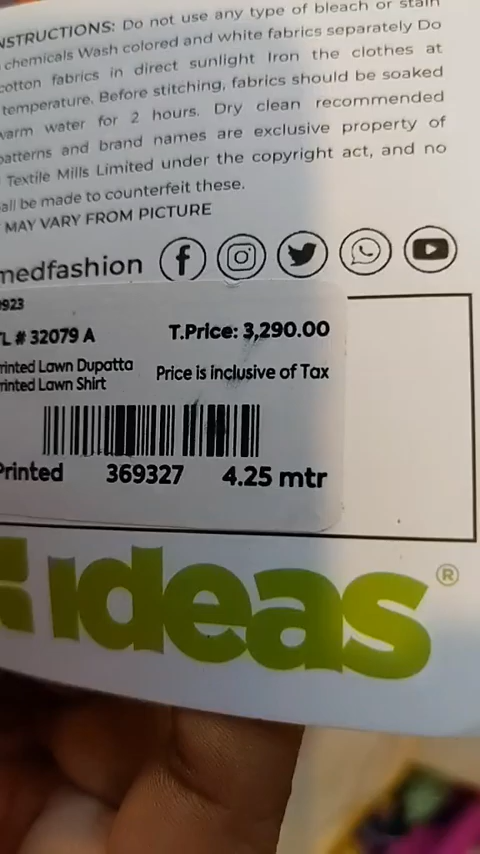 NSTRUCTIONS: Do not use any type of bleach or stain
chemicals Wash colored and white fabrics separately Do
cotton fabrics in direct sunlight Iron the clothes at
temperature. Before stitching, fabrics should be soaked
warm water for 2 hours. Dry clean recommended
patterns and brand names are exclusive property of
Textile Mills Limited under the copyright act, and no
all be made to counterfeit these.
MAY VARY FROM PICTURE
medfashion
0923
L # 32079 A T.Price: 3,290.00
rinted Lawn Dupatta
rinted Lawn Shirt
Price is inclusive of Tax
Printed 369327 4.25 mtr
ideas ®